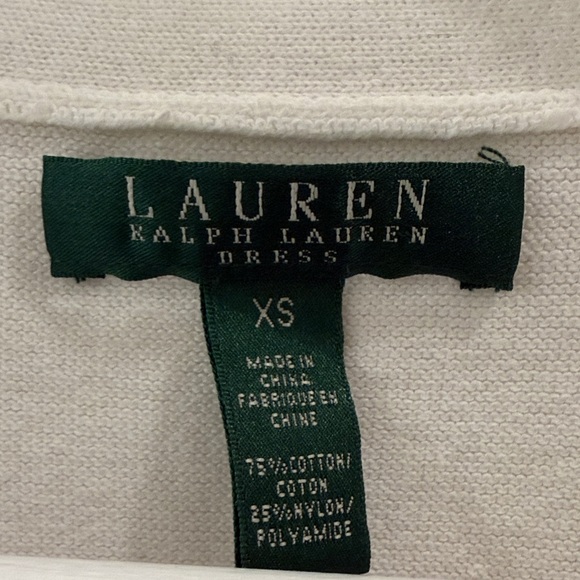 LAUREN
RALPH LAUREN
DRESS
XS
MADE IN
CHINA
FABRIQUE EN
CHINE
75%COTTON/
COTON
25%NYLON/
POLYAMIDE